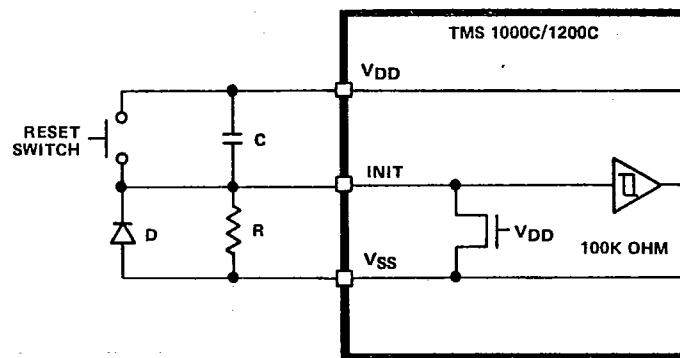 TMS 1000C/1200C
VDD
RESET
SWITCH
C
INIT
D
R
VDD
100K OHM
VSS